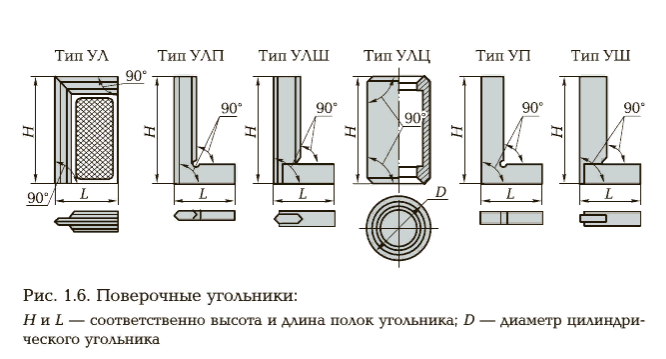 Тип УЛ Тип УЛП Тип УЛШ Тип УЛЦ Тип УП Тип УШ
90° 90° 90° 90° 90° 90°
H H H H H H
90° L L L D L L
Рис. 1.6. Поверочные угольники:
H и L — соответственно высота и длина полок угольника; D — диаметр цилиндри-
ческого угольника